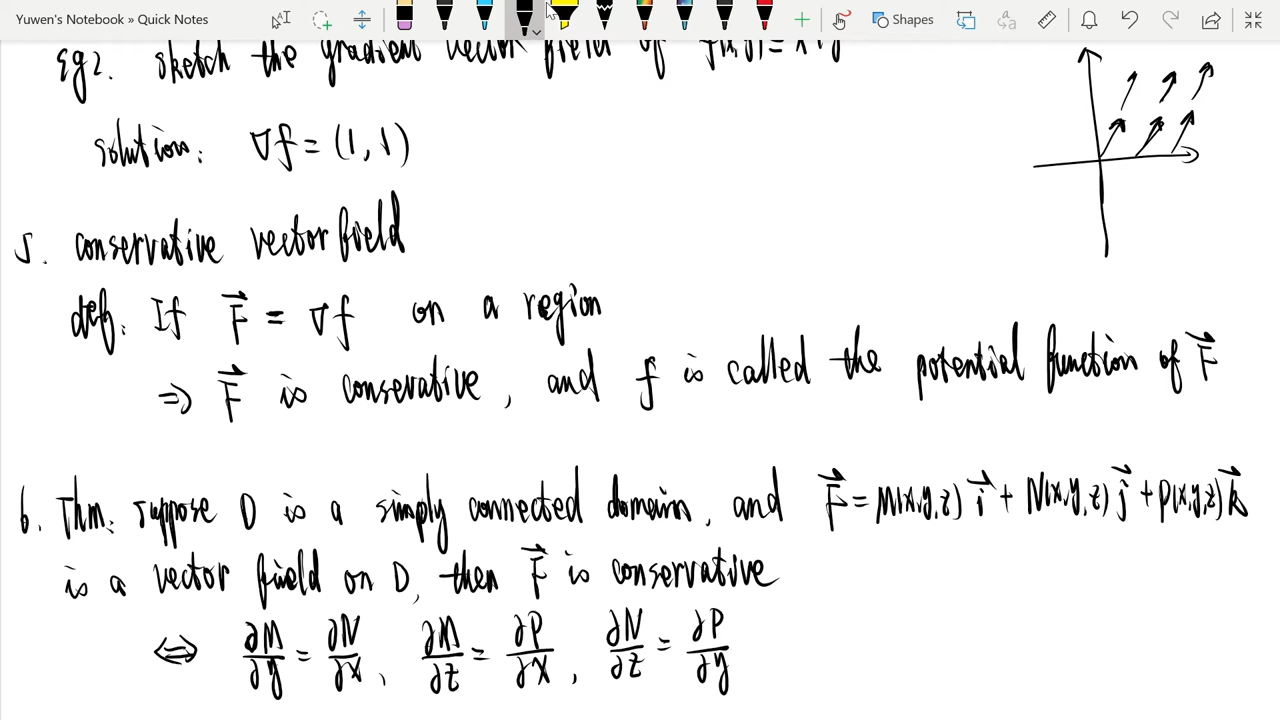 Yuwen's Notebook » Quick Notes
Shapes
Eg2. sketch the gradient vector field of f(x,y)=x+y
solution: ∇f = (1, 1)
5. conservative vector field
def. If F⃗ = ∇f on a region
⇒ F⃗ is conservative, and f is called the potential function of F⃗
6. Thm: suppose D is a simply connected domain, and F⃗ = M(x,y,z) i⃗ + N(x,y,z) j⃗ + P(x,y,z) k⃗
is a vector field on D, then F⃗ is conservative
⇔ ∂M/∂y = ∂N/∂x, ∂M/∂z = ∂P/∂x, ∂N/∂z = ∂P/∂y